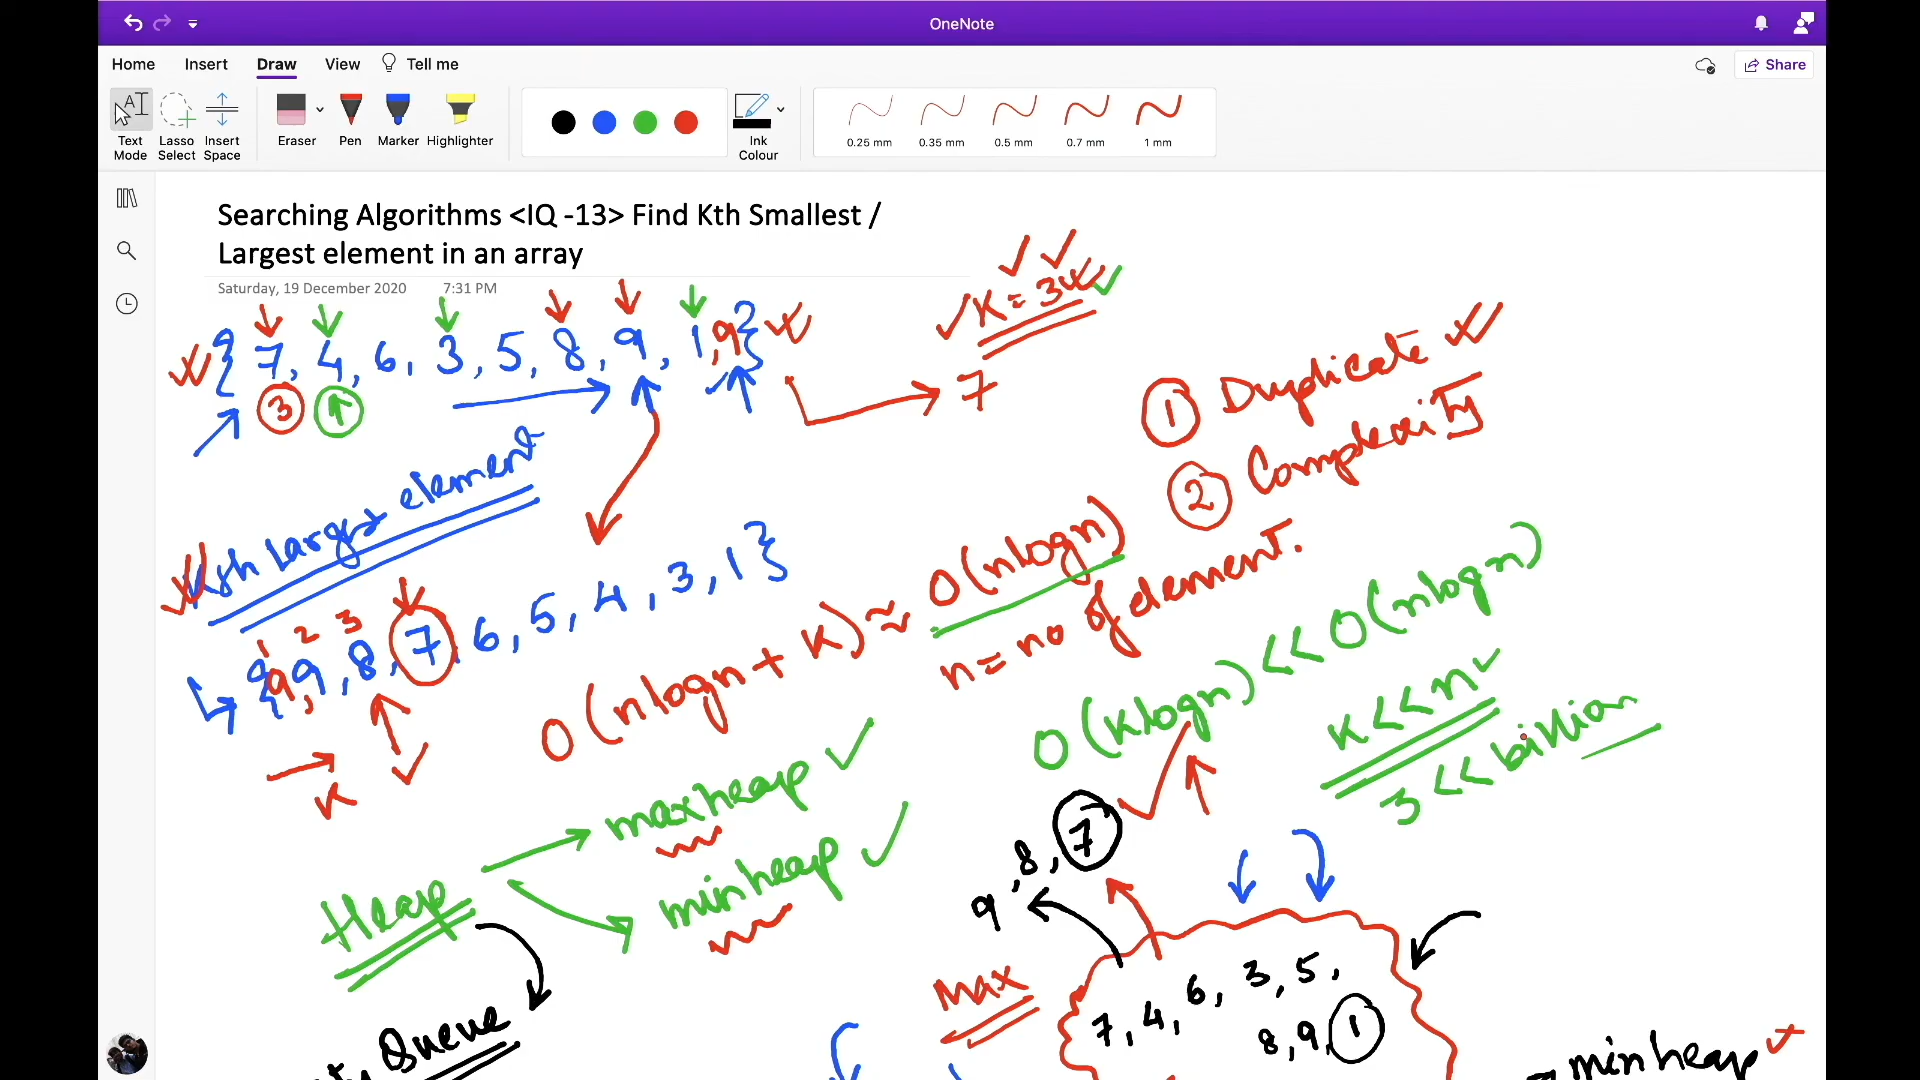 OneNote
Home Insert Draw View Tell me
Share
Text Mode
Lasso Select
Insert Space
Eraser
Pen
Marker
Highlighter
Ink Colour
0.25 mm
0.35 mm
0.5 mm
0.7 mm
1 mm
Searching Algorithms <IQ -13> Find Kth Smallest /
Largest element in an array
Saturday, 19 December 2020 7:31 PM
{ 7, 4, 6, 3, 5, 8, 9, 1, 9 }
3
K = 3
7
1 Duplicate
2 Complexity
Kth Largest element
1 2 3
{ 9, 9, 8, 7, 6, 5, 4, 3, 1 }
K
O(nlogn + K) ≈ O(nlogn)
n = no of element.
O(Klogn) << O(nlogn)
K << n
3 << billion
Heap
maxheap
minheap
9, 8, 7
Max
7, 4, 6, 3, 5,
8, 9, 1
Queue
minheap